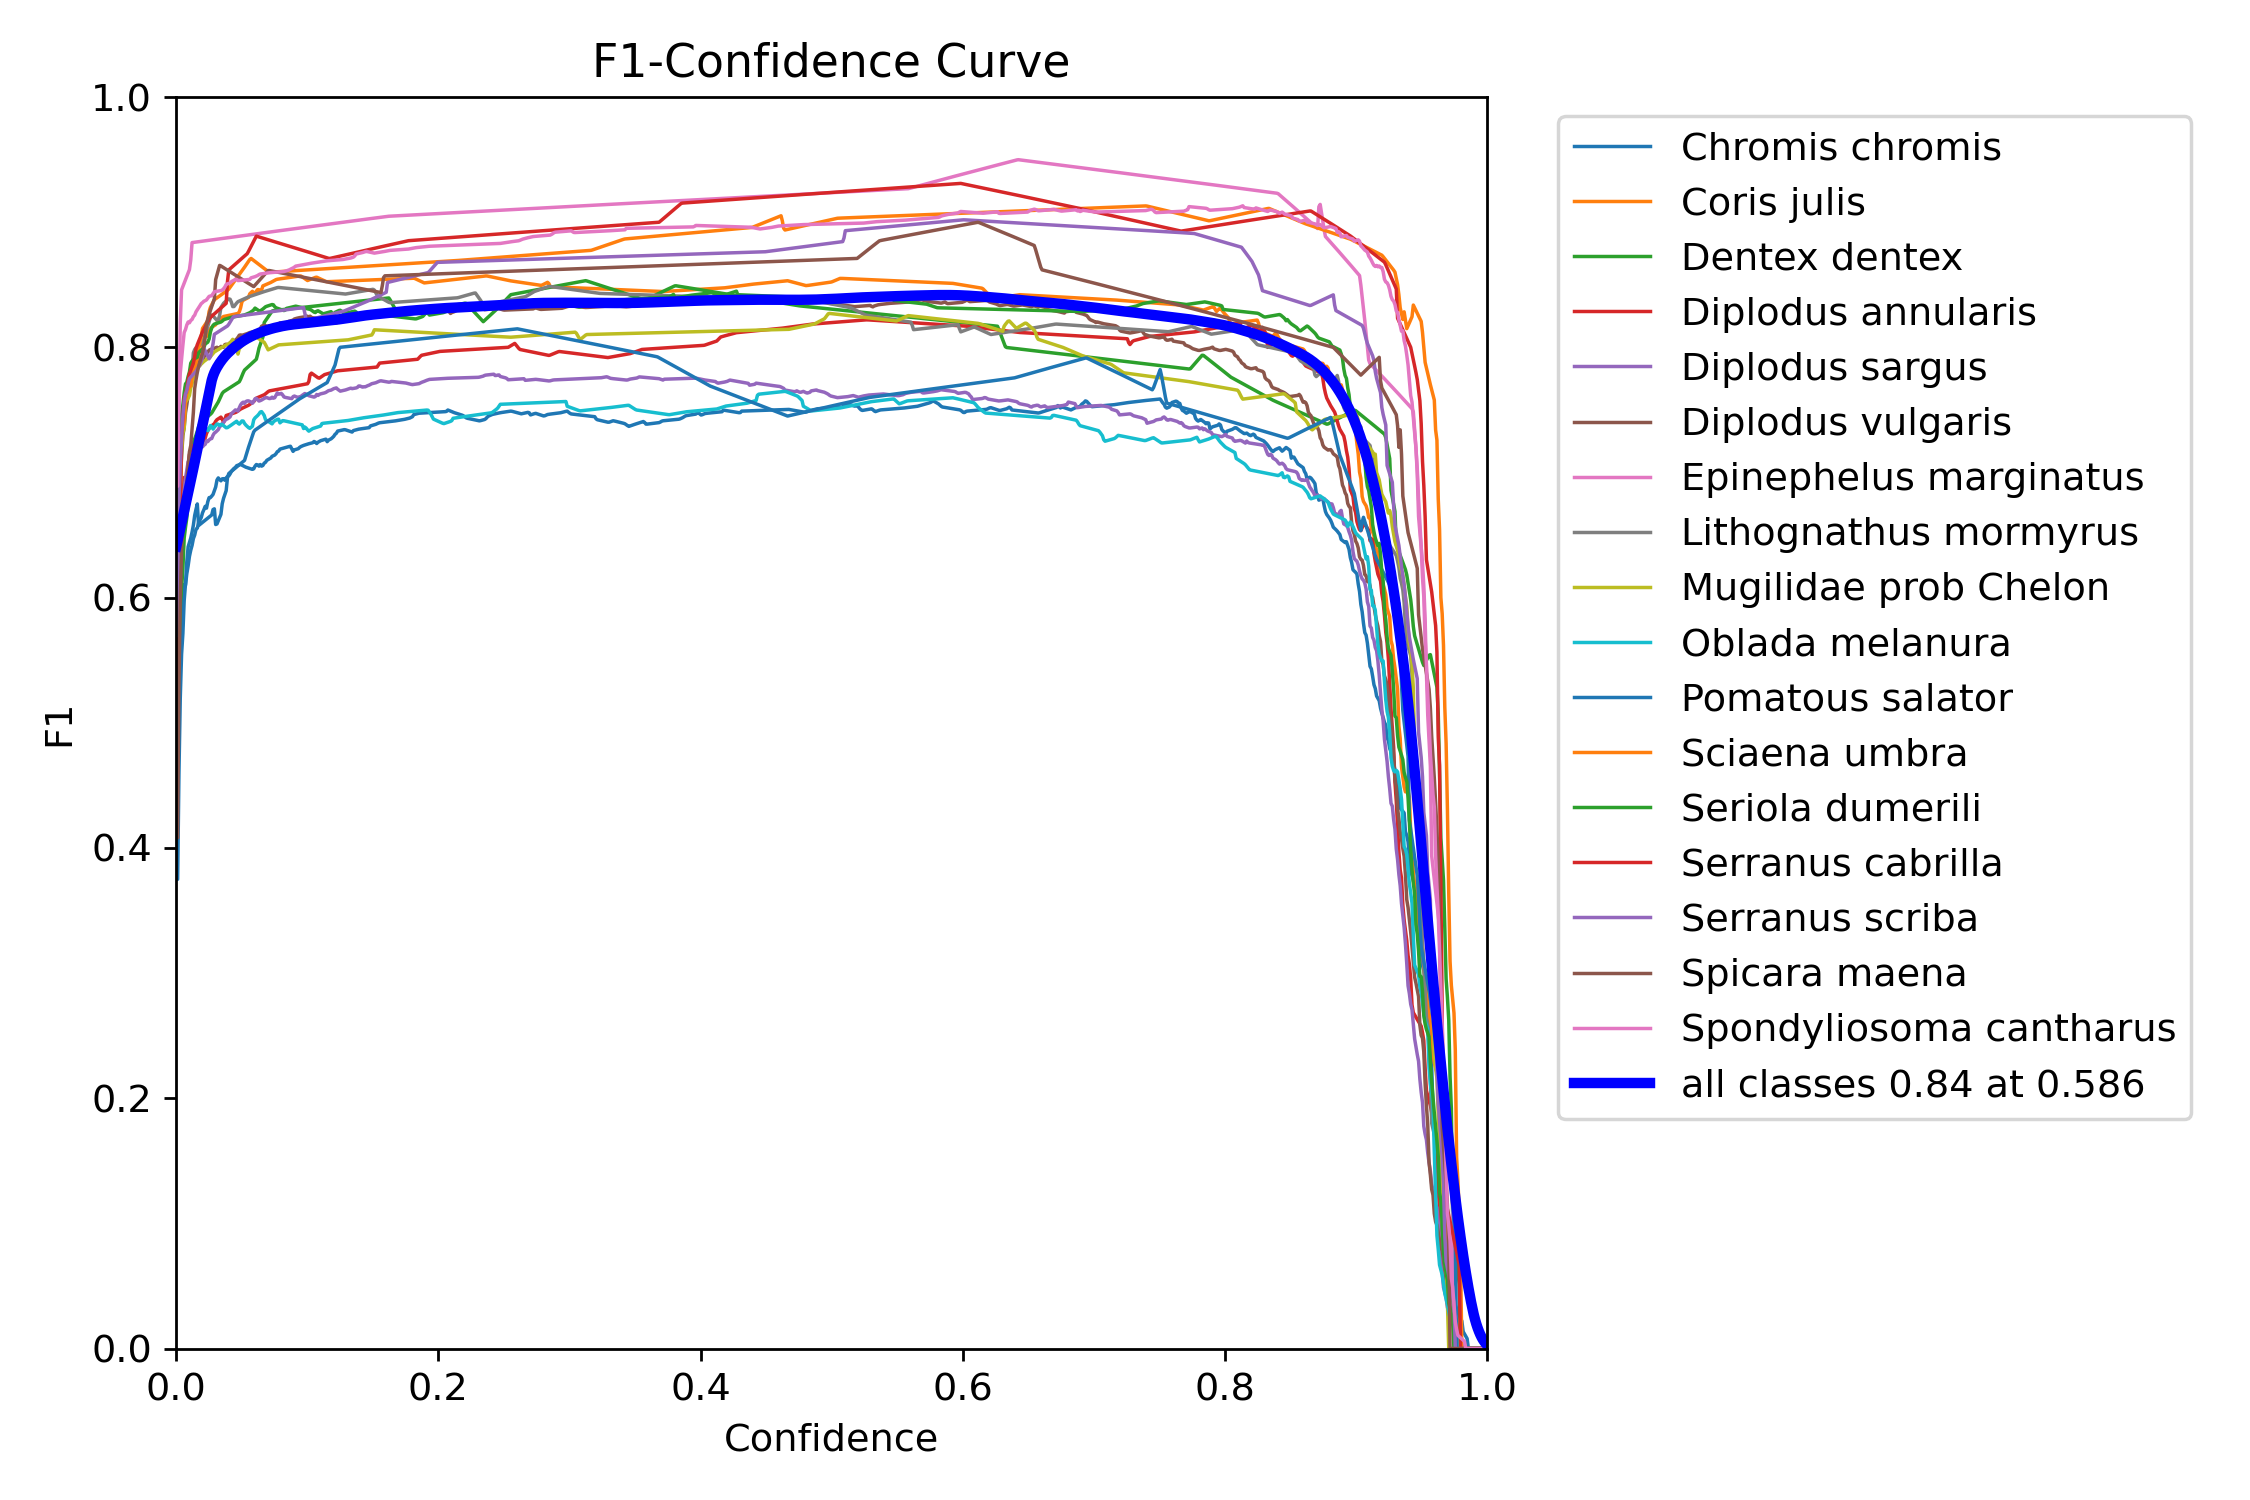 F1-Confidence Curve
1.0
0.8
0.6
0.4
0.2
0.0
F1
0.0 0.2 0.4 0.6 0.8 1.0
Confidence
Chromis chromis
Coris julis
Dentex dentex
Diplodus annularis
Diplodus sargus
Diplodus vulgaris
Epinephelus marginatus
Lithognathus mormyrus
Mugilidae prob Chelon
Oblada melanura
Pomatous salator
Sciaena umbra
Seriola dumerili
Serranus cabrilla
Serranus scriba
Spicara maena
Spondyliosoma cantharus
all classes 0.84 at 0.586